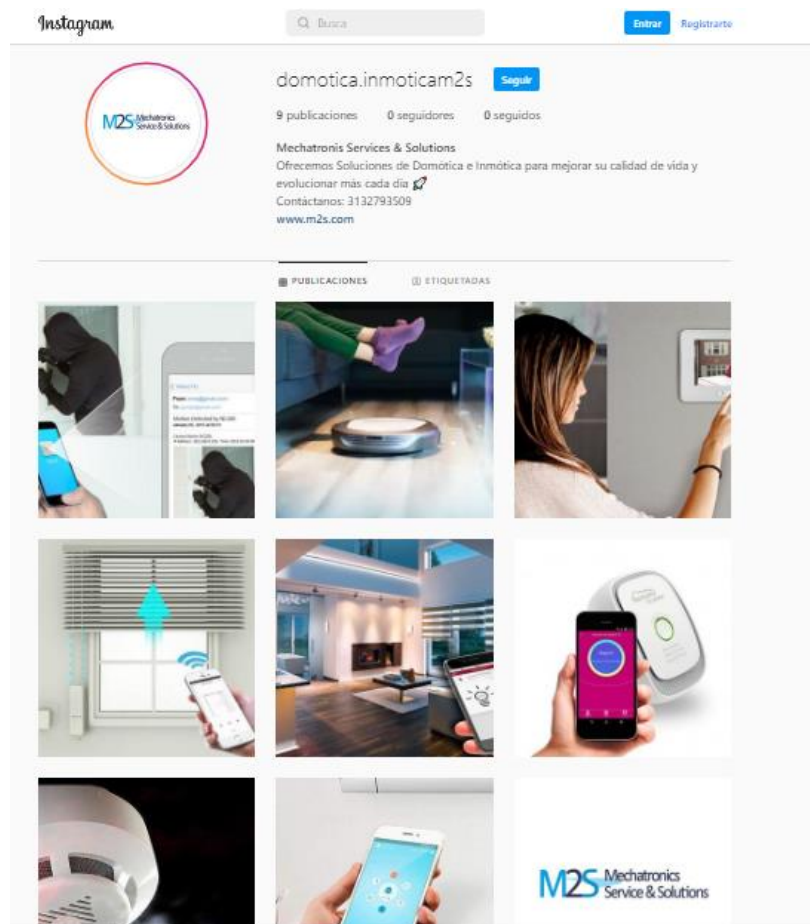 Instagram
Busca
Entrar
Registrarte
M2S Mechatronics
Service & Solutions
domotica.inmoticam2s
Seguir
9 publicaciones 0 seguidores 0 seguidos
Mechatronis Services & Solutions
Ofrecemos Soluciones de Domótica e Inmótica para mejorar su calidad de vida y
evolucionar más cada día
Contáctanos: 3132793509
www.m2s.com
PUBLICACIONES
ETIQUETADAS
M2S Mechatronics
Service & Solutions